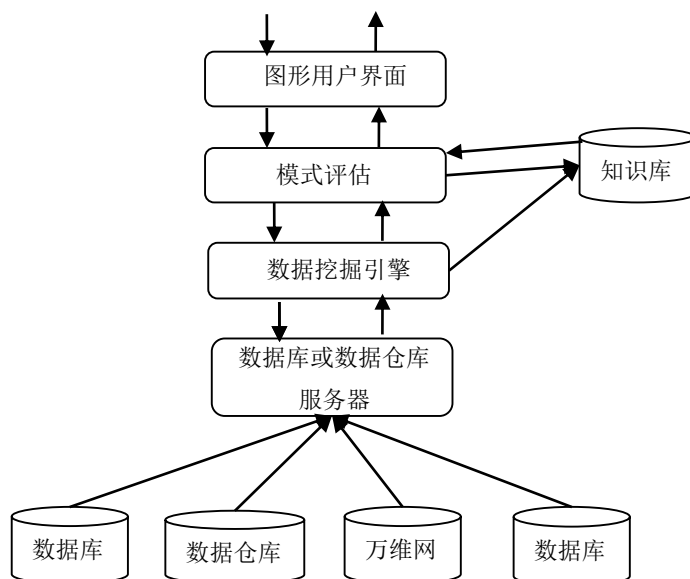 图形用户界面
模式评估
知识库
数据挖掘引擎
数据库或数据仓库
服务器
数据库
数据仓库
万维网
数据库